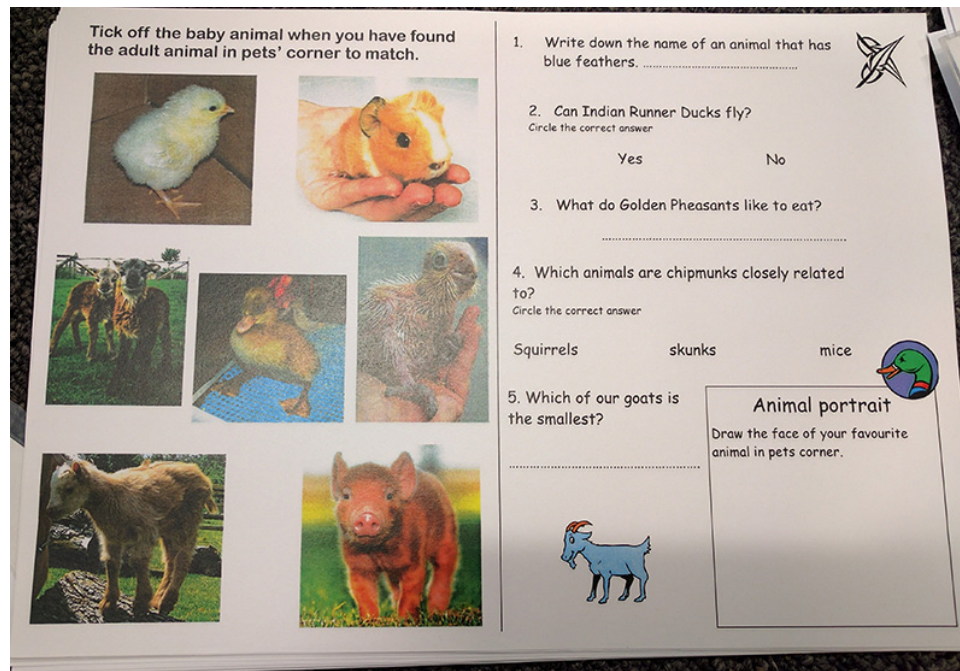 Tick off the baby animal when you have found
the adult animal in pets' corner to match.
1. Write down the name of an animal that has
blue feathers. ................................................
2. Can Indian Runner Ducks fly?
Circle the correct answer
Yes No
3. What do Golden Pheasants like to eat?
................................................................
4. Which animals are chipmunks closely related
to?
Circle the correct answer
Squirrels skunks mice
5. Which of our goats is
the smallest?
................................................................
Animal portrait
Draw the face of your favourite
animal in pets corner.